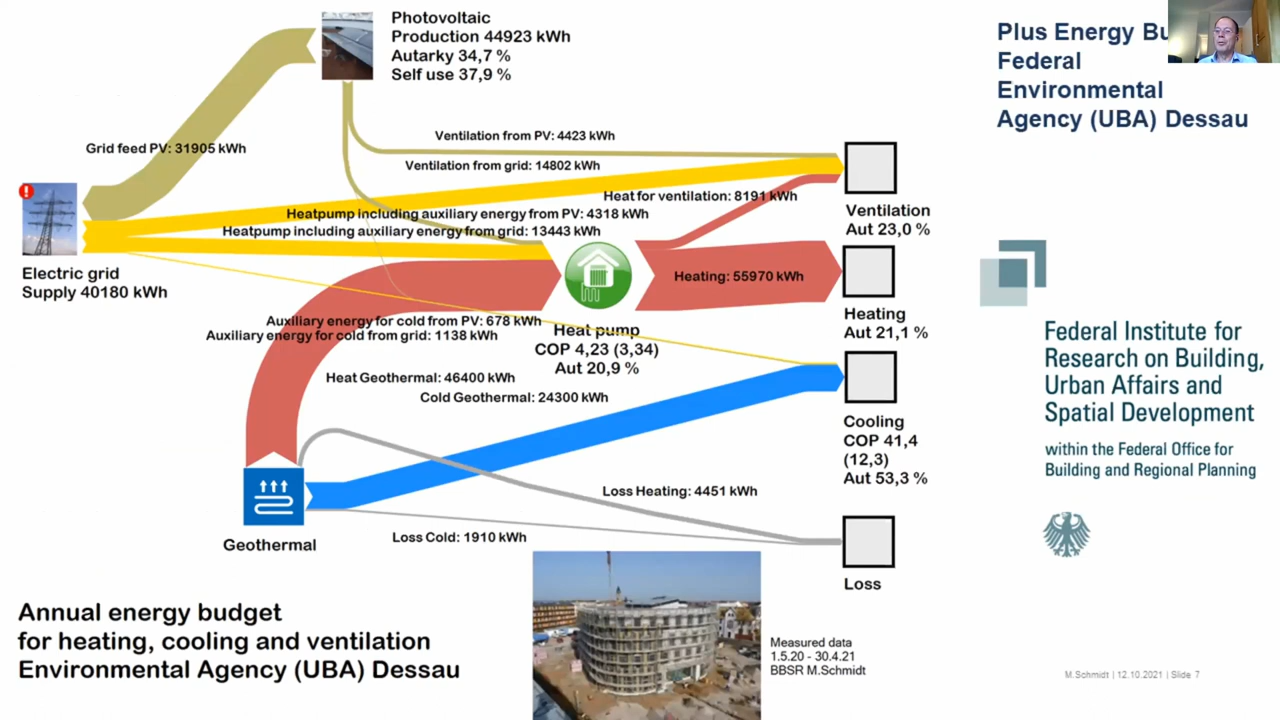 Photovoltaic
Production 44923 kWh
Autarky 34,7 %
Self use 37,9 %
Plus Energy Bu
Federal
Environmental
Agency (UBA) Dessau
Grid feed PV: 31905 kWh
Ventilation from PV: 4423 kWh
Ventilation from grid: 14802 kWh
Heat for ventilation: 8191 kWh
Heatpump including auxiliary energy from PV: 4318 kWh
Heatpump including auxiliary energy from grid: 13443 kWh
Ventilation
Aut 23,0 %
!
Electric grid
Supply 40180 kWh
Heating: 55970 kWh
Heating
Aut 21,1 %
Auxiliary energy for cold from PV: 678 kWh
Auxiliary energy for cold from grid: 1138 kWh
Heat pump
COP 4,23 (3,34)
Aut 20,9 %
Heat Geothermal: 46400 kWh
Cold Geothermal: 24300 kWh
Cooling
COP 41,4
(12,3)
Aut 53,3 %
Federal Institute for
Research on Building,
Urban Affairs and
Spatial Development
within the Federal Office for
Building and Regional Planning
Loss Heating: 4451 kWh
Loss Cold: 1910 kWh
Geothermal
Loss
Annual energy budget
for heating, cooling and ventilation
Environmental Agency (UBA) Dessau
Measured data
1.5.20 - 30.4.21
BBSR M.Schmidt
M.Schmidt | 12.10.2021 | Slide 7